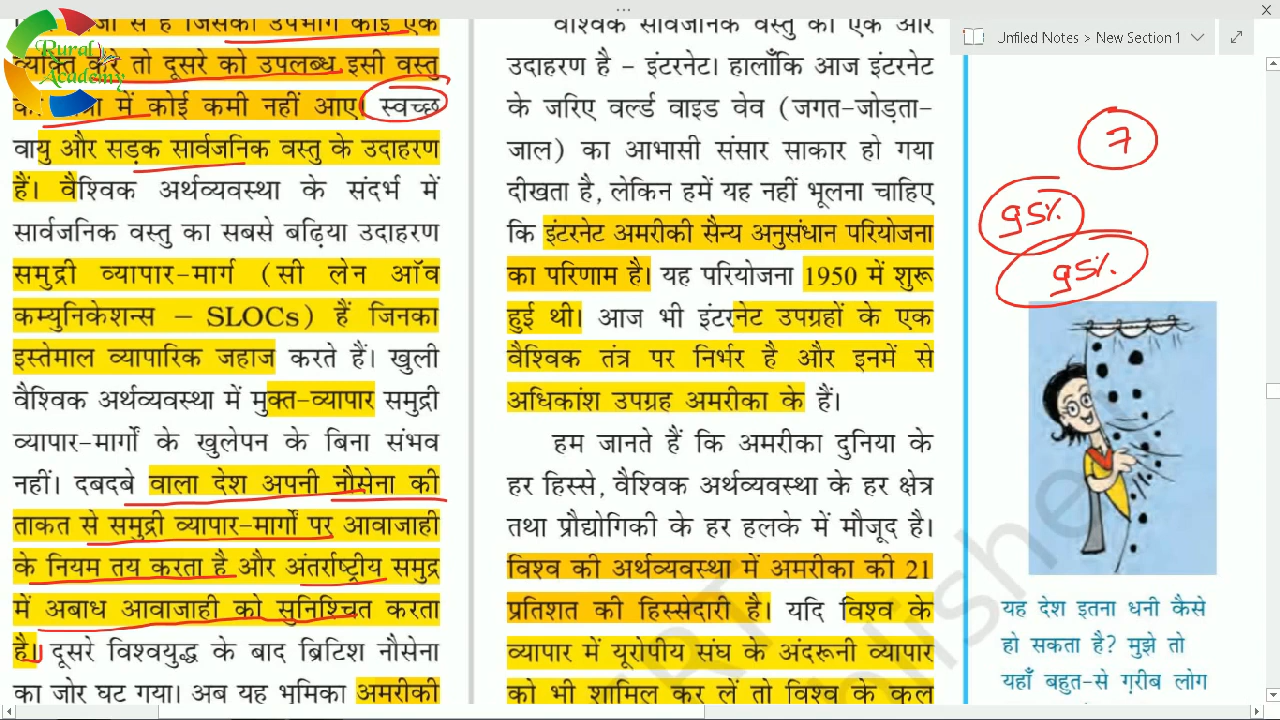 से है जिसका उपभोग कोई एक
व्यक्ति करे तो दूसरे को उपलब्ध इसी वस्तु
में कोई कमी नहीं आए। स्वच्छ
वायु और सड़क सार्वजनिक वस्तु के उदाहरण
हैं। वैश्विक अर्थव्यवस्था के संदर्भ में
सार्वजनिक वस्तु का सबसे बढ़िया उदाहरण
समुद्री व्यापार-मार्ग (सी लेन ऑव
कम्युनिकेशन्स – SLOCs) हैं जिनका
इस्तेमाल व्यापारिक जहाज करते हैं। खुली
वैश्विक अर्थव्यवस्था में मुक्त-व्यापार समुद्री
व्यापार-मार्गों के खुलेपन के बिना संभव
नहीं। दबदबे वाला देश अपनी नौसेना की
ताकत से समुद्री व्यापार-मार्गों पर आवाजाही
के नियम तय करता है और अंतर्राष्ट्रीय समुद्र
में अबाध आवाजाही को सुनिश्चित करता
है। दूसरे विश्वयुद्ध के बाद ब्रिटिश नौसेना
का जोर घट गया। अब यह भूमिका अमरीकी
वैश्विक सार्वजनिक वस्तु का एक और
उदाहरण है – इंटरनेट। हालाँकि आज इंटरनेट
के जरिए वर्ल्ड वाइड वेव (जगत-जोड़ता-
जाल) का आभासी संसार साकार हो गया
दीखता है, लेकिन हमें यह नहीं भूलना चाहिए
कि इंटरनेट अमरीकी सैन्य अनुसंधान परियोजना
का परिणाम है। यह परियोजना 1950 में शुरू
हुई थी। आज भी इंटरनेट उपग्रहों के एक
वैश्विक तंत्र पर निर्भर है और इनमें से
अधिकांश उपग्रह अमरीका के हैं।
हम जानते हैं कि अमरीका दुनिया के
हर हिस्से, वैश्विक अर्थव्यवस्था के हर क्षेत्र
तथा प्रौद्योगिकी के हर हलके में मौजूद है।
विश्व की अर्थव्यवस्था में अमरीका की 21
प्रतिशत की हिस्सेदारी है। यदि विश्व के
व्यापार में यूरोपीय संघ के अंदरूनी व्यापार
को भी शामिल कर लें तो विश्व के कुल
Jnfiled Notes > New Section 1
7
95%
95%
यह देश इतना धनी कैसे
हो सकता है? मुझे तो
यहाँ बहुत-से ग़रीब लोग
Rural
Academy